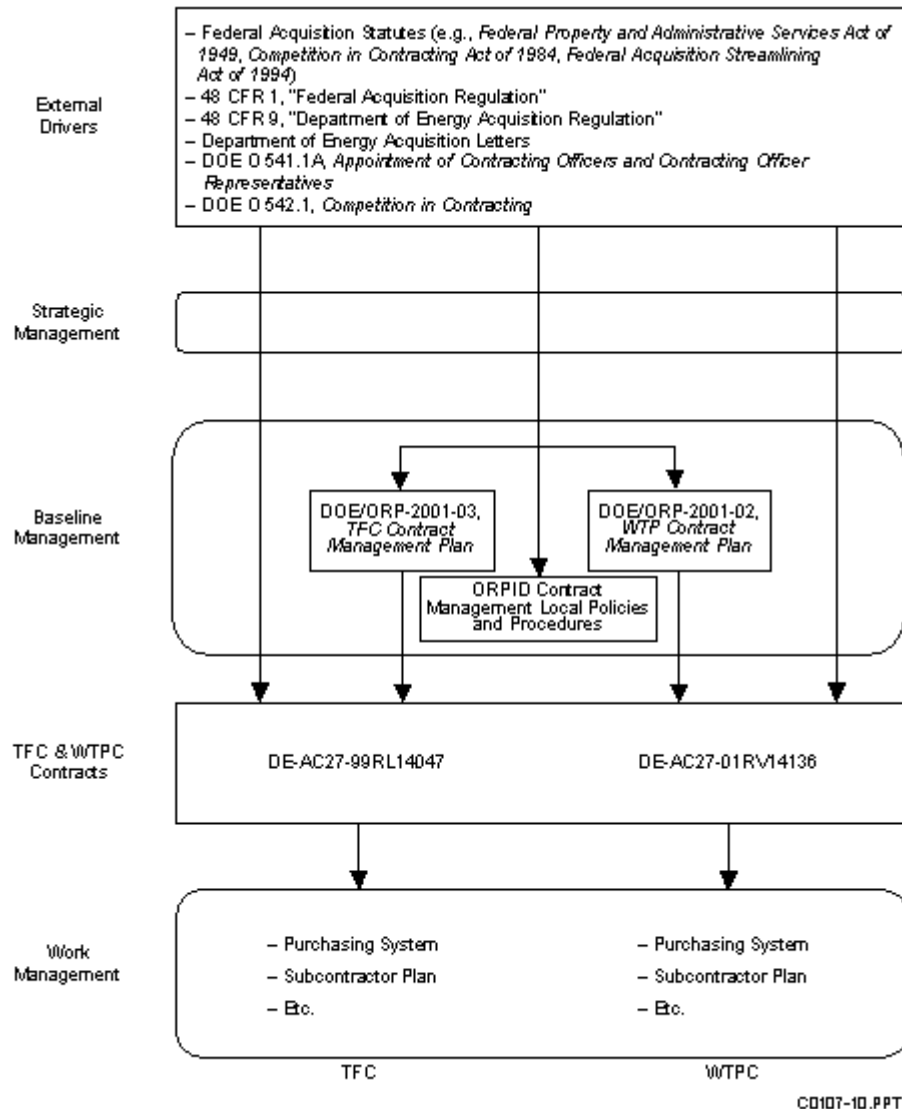 – Federal Acquisition Statutes (e.g., Federal Property and Administrative Services Act of
1949, Competition in Contracting Act of 1984, Federal Acquisition Streamlining
Act of 1994)
– 48 CFR 1, "Federal Acquisition Regulation"
– 48 CFR 9, "Department of Energy Acquisition Regulation"
– Department of Energy Acquisition Letters
– DOE O 541.1A, Appointment of Contracting Officers and Contracting Officer
Representatives
– DOE O 542.1, Competition in Contracting
External
Drivers
Strategic
Management
Baseline
Management
DOE/ORP-2001-03,
TFC Contract
Management Plan
DOE/ORP-2001-02,
WTP Contract
Management Plan
ORPID Contract
Management Local Policies
and Procedures
TFC & WTPC
Contracts
DE-AC27-99RL14047
DE-AC27-01RV14136
Work
Management
– Purchasing System
– Subcontractor Plan
– Etc.
– Purchasing System
– Subcontractor Plan
– Etc.
TFC
WTPC
C0107-10.PPT